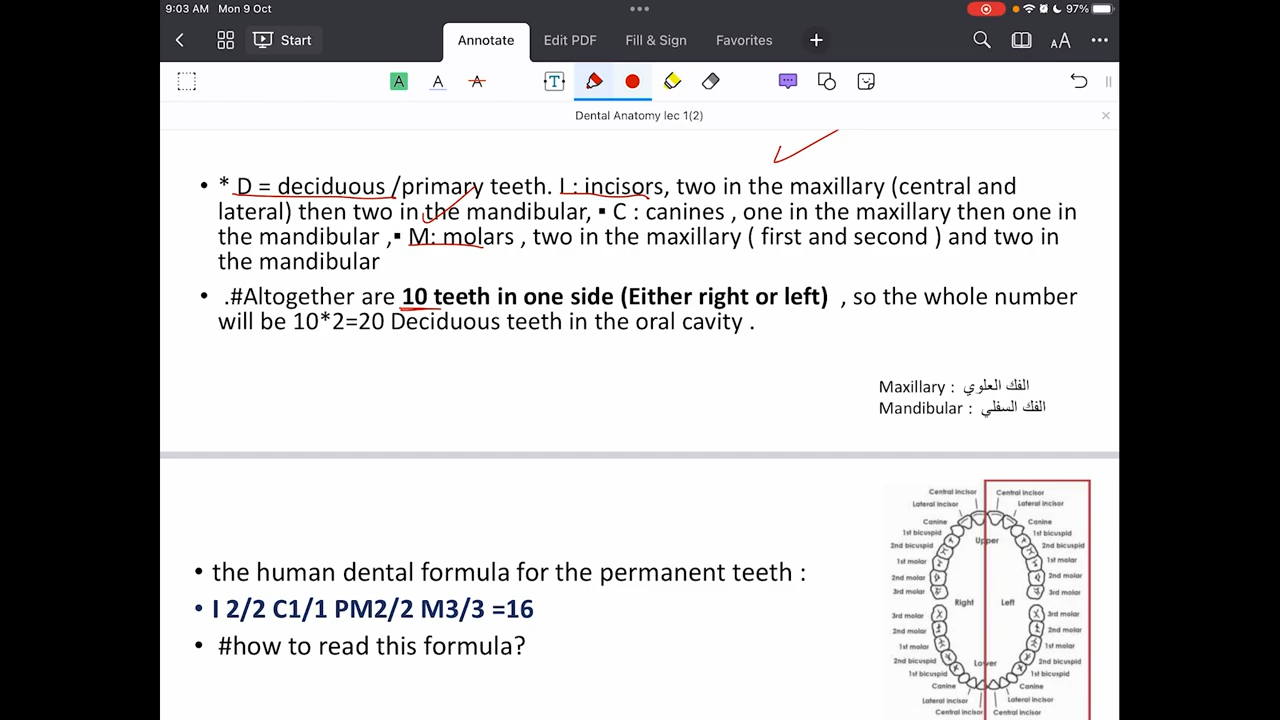 9:03 AM Mon 9 Oct
97%
Start
Annotate
Edit PDF
Fill & Sign
Favorites
AA
A A A T
Dental Anatomy lec 1(2)
• * D = deciduous /primary teeth. I : incisors, two in the maxillary (central and
lateral) then two in the mandibular, ▪ C : canines , one in the maxillary then one in
the mandibular ,▪ M: molars , two in the maxillary ( first and second ) and two in
the mandibular
• .#Altogether are 10 teeth in one side (Either right or left) , so the whole number
will be 10*2=20 Deciduous teeth in the oral cavity .
Maxillary : الفك العلوي
Mandibular : الفك السفلي
• the human dental formula for the permanent teeth :
• I 2/2 C1/1 PM2/2 M3/3 =16
• #how to read this formula?
Central incisor Central incisor
Lateral incisor Lateral incisor
Canine Canine
1st bicuspid 1st bicuspid
Upper
2nd bicuspid 2nd bicuspid
1st molar 1st molar
2nd molar 2nd molar
3rd molar 3rd molar
Right Left
3rd molar 3rd molar
2nd molar 2nd molar
1st molar 1st molar
2nd bicuspid 2nd bicuspid
Lower
1st bicuspid 1st bicuspid
Canine Canine
Lateral incisor Lateral incisor
Central incisor Central incisor